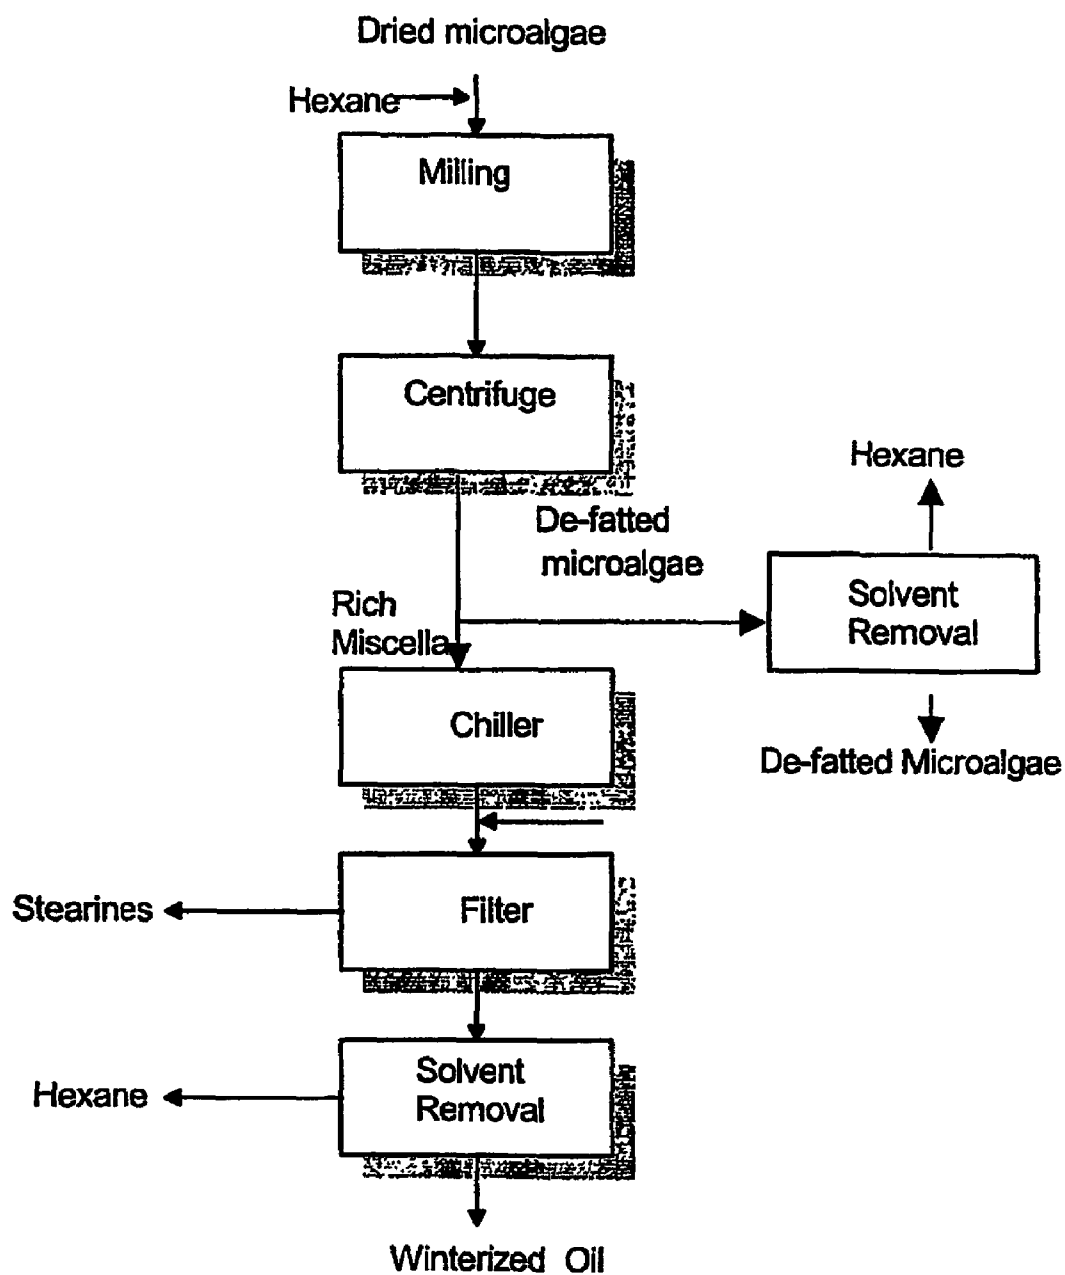 Dried microalgae
Hexane
Milling
Centrifuge
Hexane
De-fatted
microalgae
Solvent
Removal
Rich
Miscella
Chiller
De-fatted Microalgae
Stearines
Filter
Solvent
Removal
Hexane
Winterized Oil